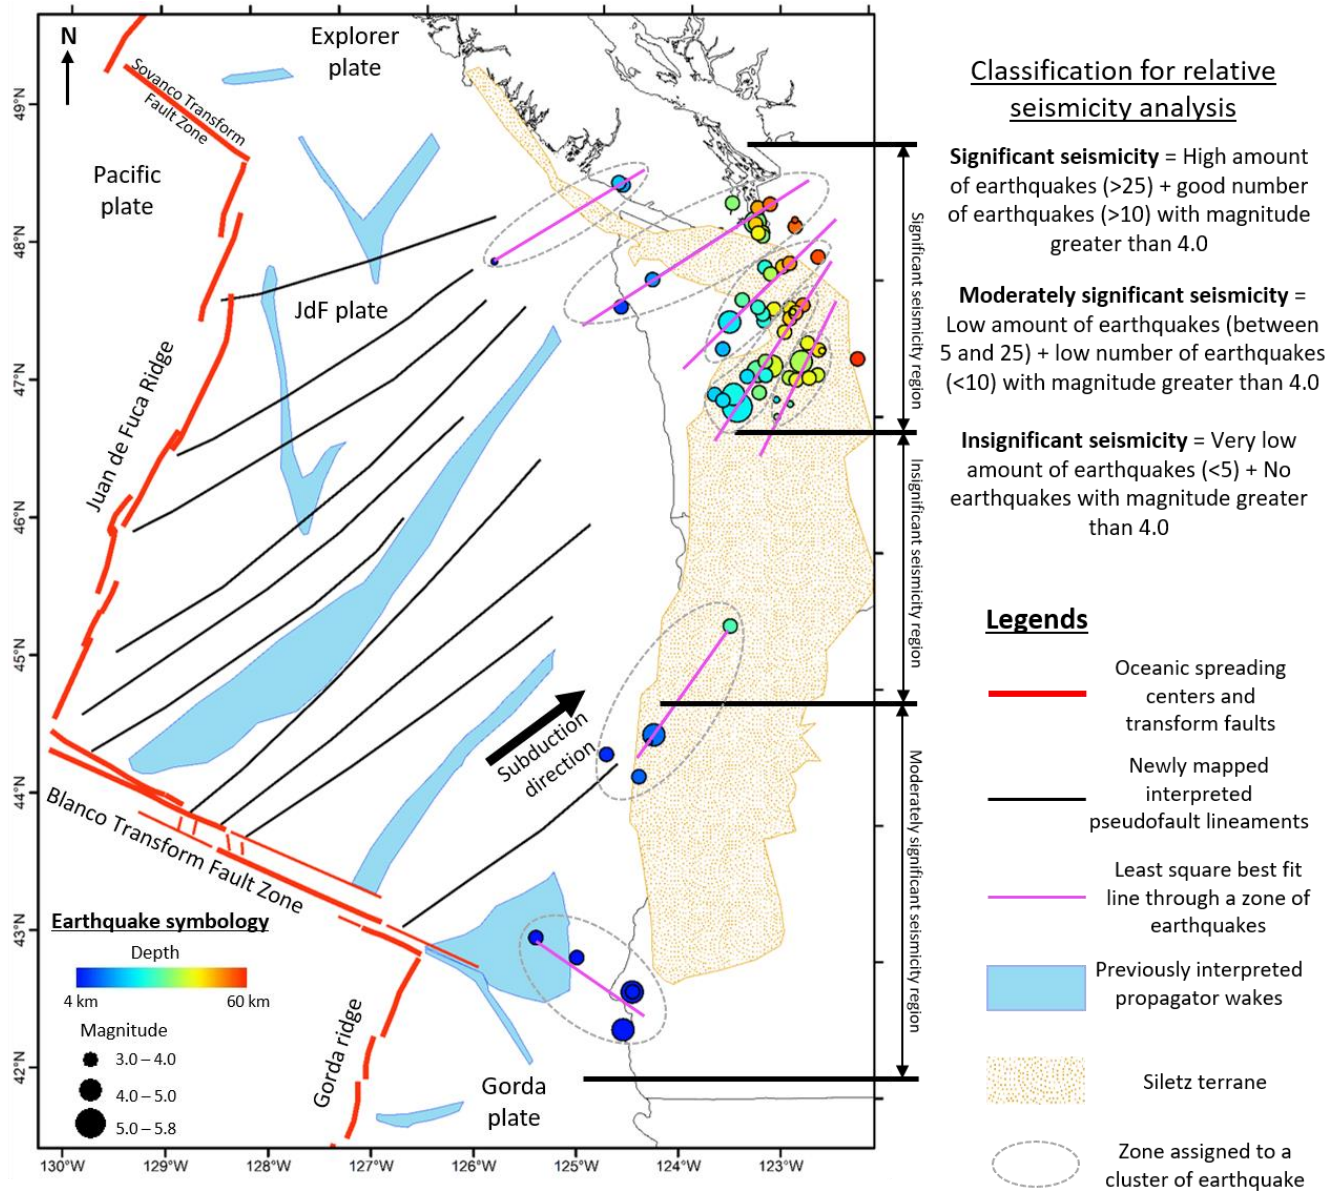 N
Explorer
plate
Sovanco Transform
Fault Zone
Pacific
plate
JdF plate
Juan de Fuca Ridge
Subduction
direction
Blanco Transform Fault Zone
Gorda ridge
Gorda
plate
Earthquake symbology
Depth
4 km
60 km
Magnitude
3.0 – 4.0
4.0 – 5.0
5.0 – 5.8
49°N
48°N
47°N
46°N
45°N
44°N
43°N
42°N
130°W
129°W
128°W
127°W
126°W
125°W
124°W
123°W
Significant seismicity region
Insignificant seismicity region
Moderately significant seismicity region
Classification for relative
seismicity analysis
Significant seismicity = High amount
of earthquakes (>25) + good number
of earthquakes (>10) with magnitude
greater than 4.0
Moderately significant seismicity =
Low amount of earthquakes (between
5 and 25) + low number of earthquakes
(<10) with magnitude greater than 4.0
Insignificant seismicity = Very low
amount of earthquakes (<5) + No
earthquakes with magnitude greater
than 4.0
Legends
Oceanic spreading
centers and
transform faults
Newly mapped
interpreted
pseudofault lineaments
Least square best fit
line through a zone of
earthquakes
Previously interpreted
propagator wakes
Siletz terrane
Zone assigned to a
cluster of earthquake